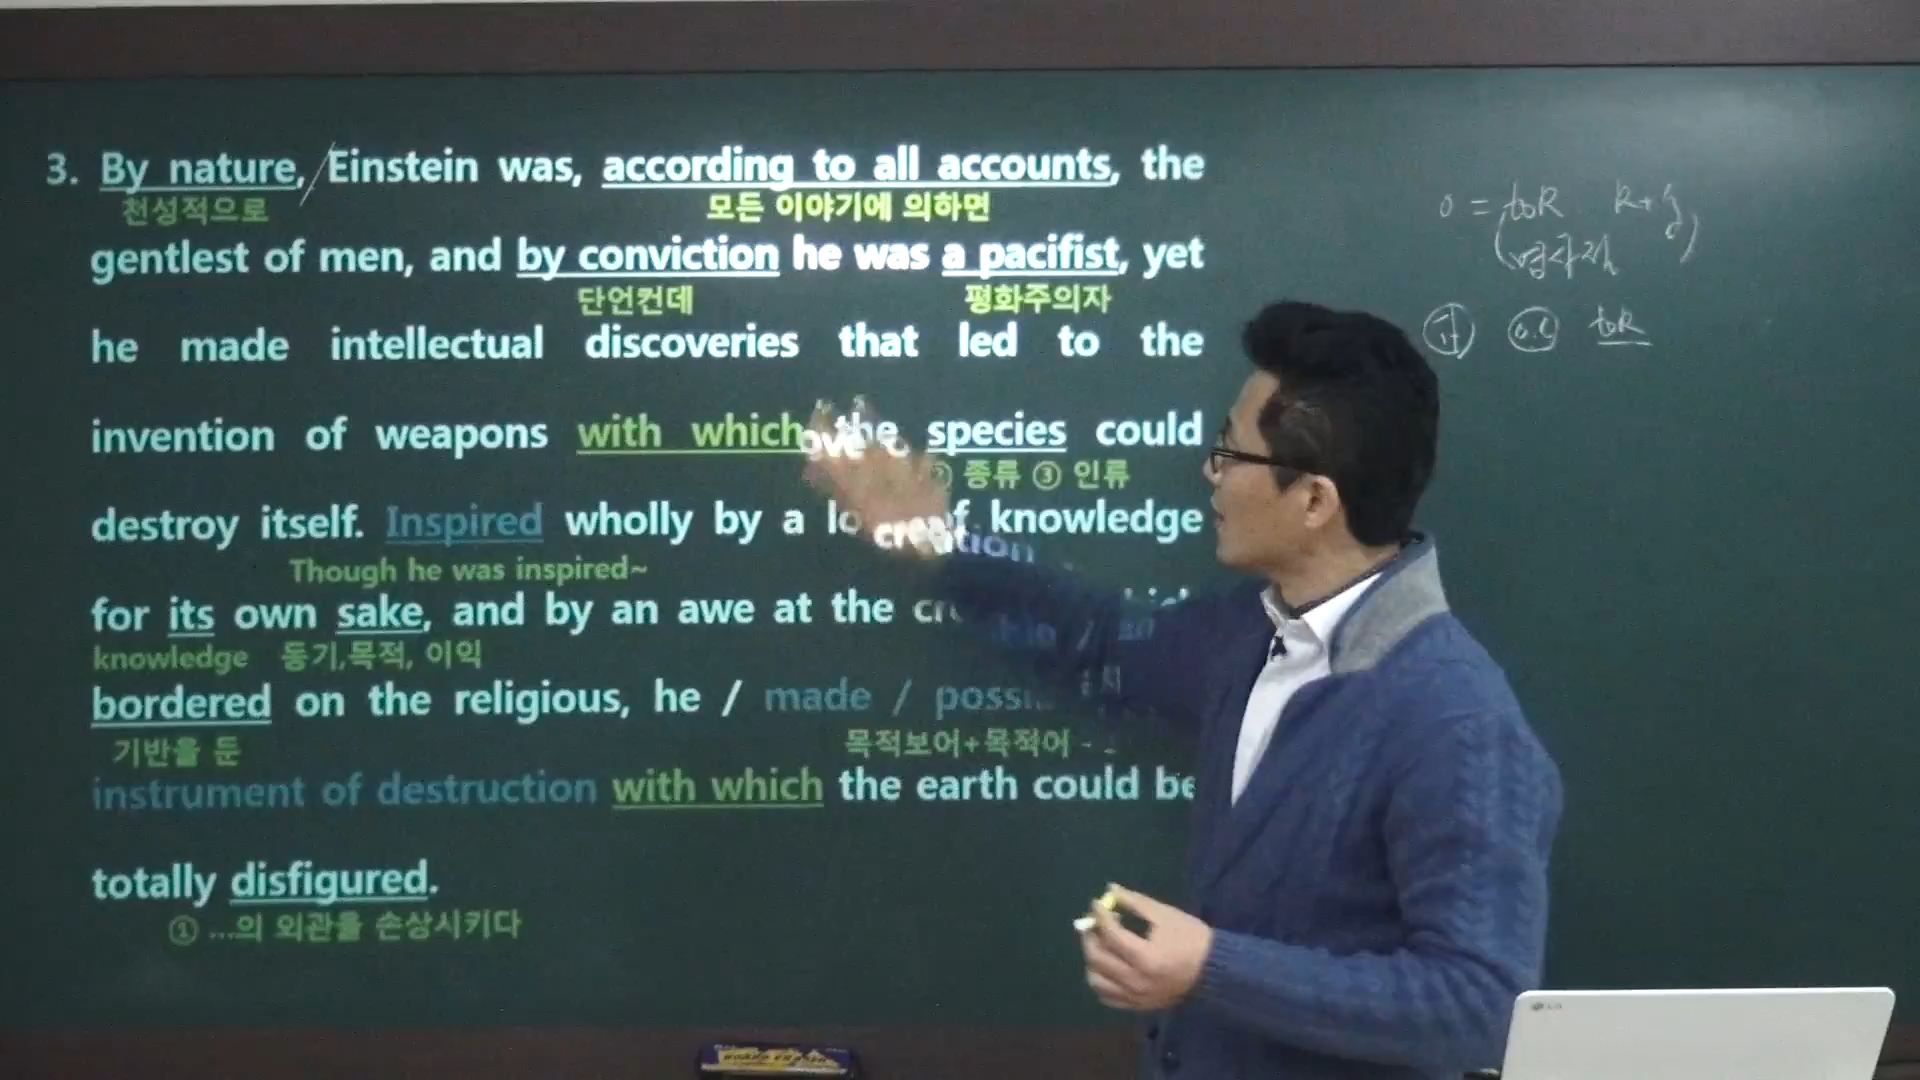 3. By nature, Einstein was, according to all accounts, the
천성적으로 모든 이야기에 의하면
gentlest of men, and by conviction he was a pacifist, yet
단언컨데 평화주의자
he made intellectual discoveries that led to the
invention of weapons with which the species could
② 종류 ③ 인류
destroy itself. Inspired wholly by a of knowledge
Though he was inspired~
for its own sake, and by an awe at the
knowledge 동기,목적, 이익
bordered on the religious, he / made /
기반을 둔 목적보어+목적어 -
instrument of destruction with which the earth could be
totally disfigured.
① ...의 외관을 손상시키다
o = toR
o.c toR
LG